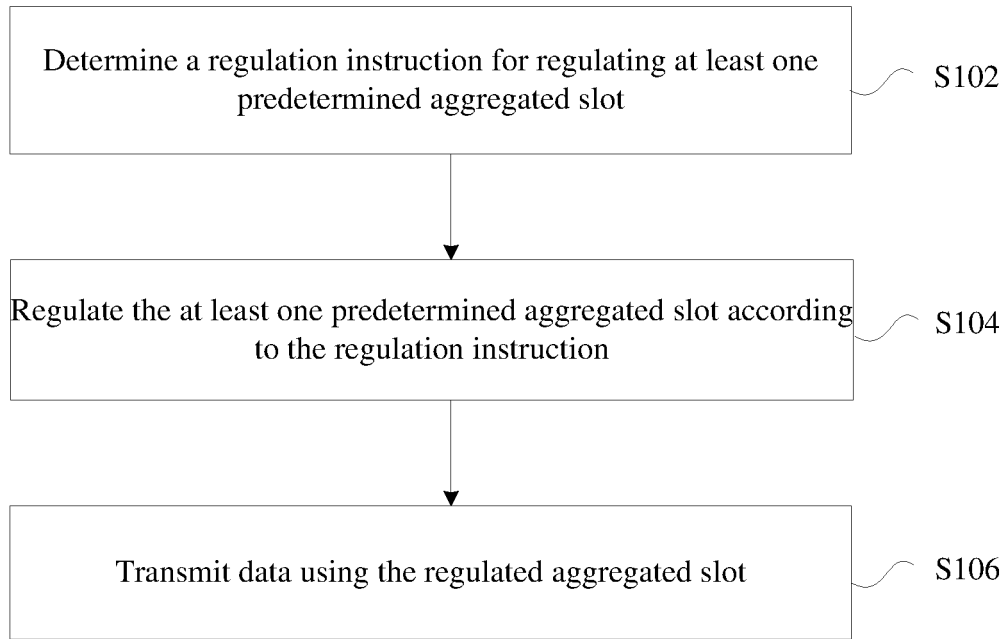 Determine a regulation instruction for regulating at least one
predetermined aggregated slot
S102
Regulate the at least one predetermined aggregated slot according
to the regulation instruction
S104
Transmit data using the regulated aggregated slot
S106